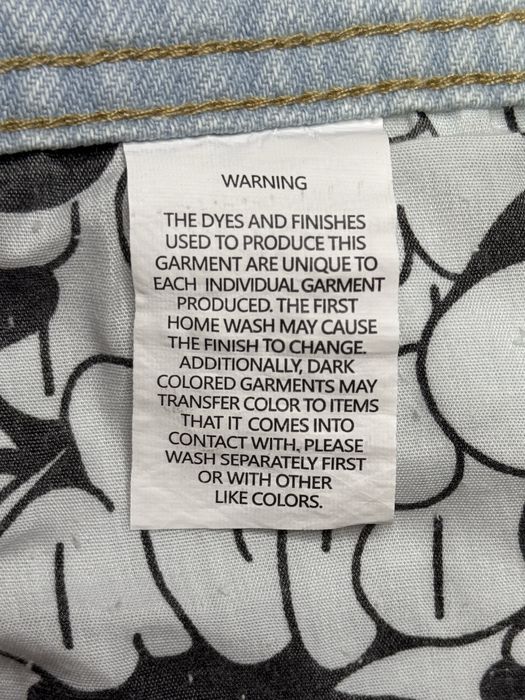 WARNING
THE DYES AND FINISHES
USED TO PRODUCE THIS
GARMENT ARE UNIQUE TO
EACH INDIVIDUAL GARMENT
PRODUCED. THE FIRST
HOME WASH MAY CAUSE
THE FINISH TO CHANGE.
ADDITIONALLY, DARK
COLORED GARMENTS MAY
TRANSFER COLOR TO ITEMS
THAT IT COMES INTO
CONTACT WITH, PLEASE
WASH SEPARATELY FIRST
OR WITH OTHER
LIKE COLORS.